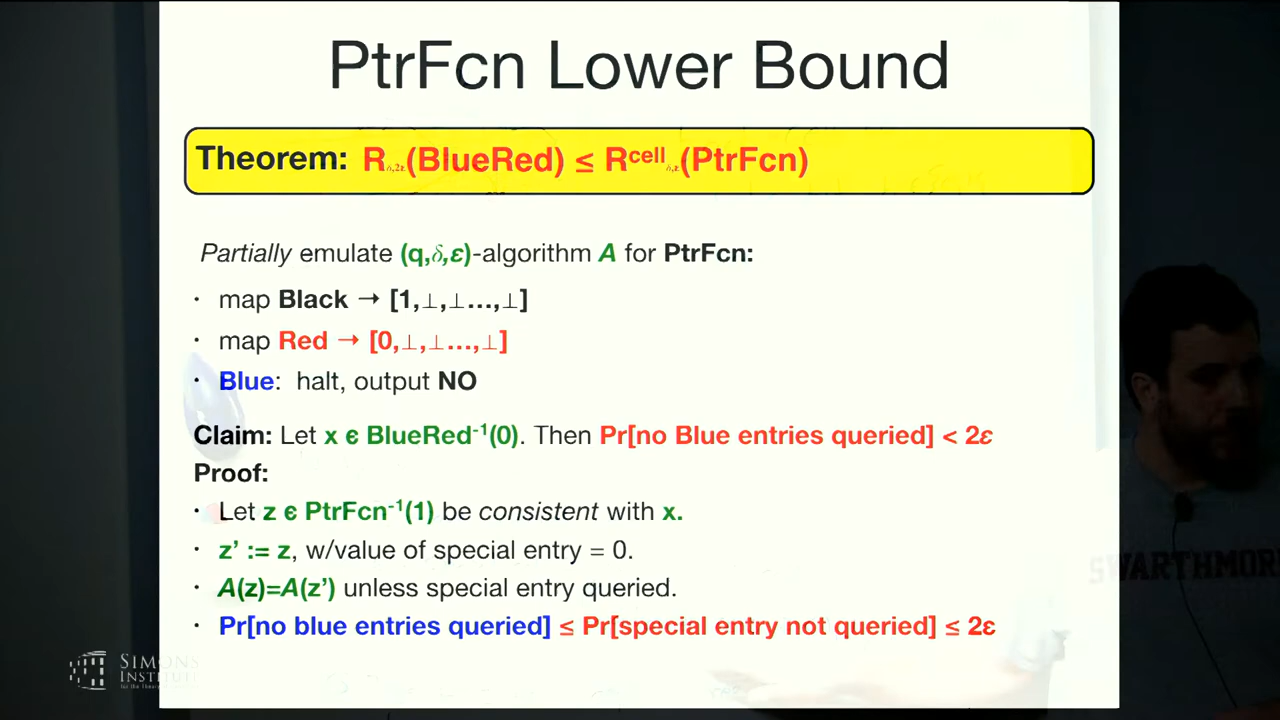 PtrFcn Lower Bound
Theorem: R δ,2ε(BlueRed) ≤ Rcell δ,ε(PtrFcn)
Partially emulate (q,δ,ε)-algorithm A for PtrFcn:
· map Black → [1,⊥,⊥...,⊥]
· map Red → [0,⊥,⊥...,⊥]
· Blue: halt, output NO
Claim: Let x ϵ BlueRed⁻¹(0). Then Pr[no Blue entries queried] < 2ε
Proof:
· Let z ϵ PtrFcn⁻¹(1) be consistent with x.
· z' := z, w/value of special entry = 0.
· A(z)=A(z') unless special entry queried.
· Pr[no blue entries queried] ≤ Pr[special entry not queried] ≤ 2ε
SWARTHMOR
SIMONS
INSTITU